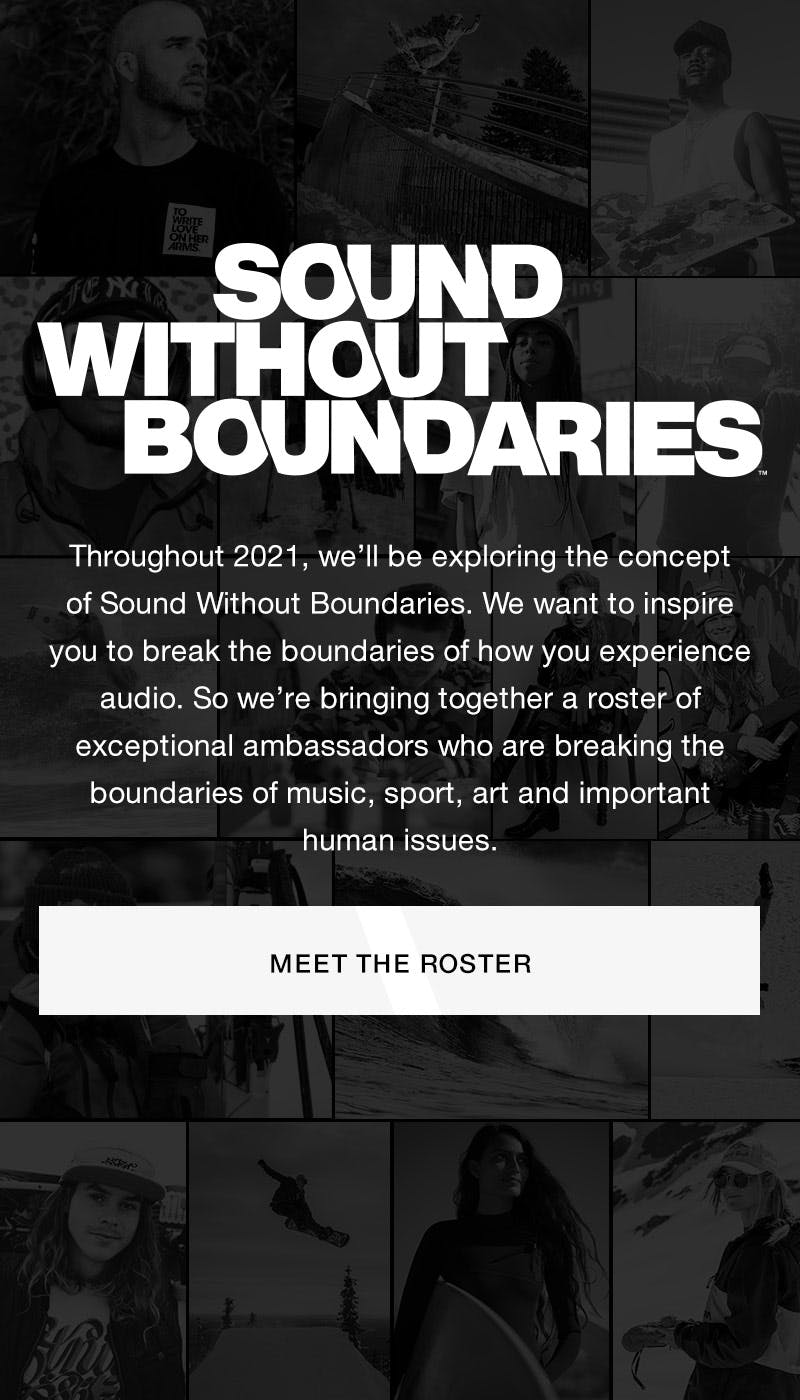 TO
WRITE
LOVE
ON HER
ARMS.
SOUND
WITHOUT
BOUNDARIES™
Throughout 2021, we’ll be exploring the concept
of Sound Without Boundaries. We want to inspire
you to break the boundaries of how you experience
audio. So we’re bringing together a roster of
exceptional ambassadors who are breaking the
boundaries of music, sport, art and important
human issues.
MEET THE ROSTER